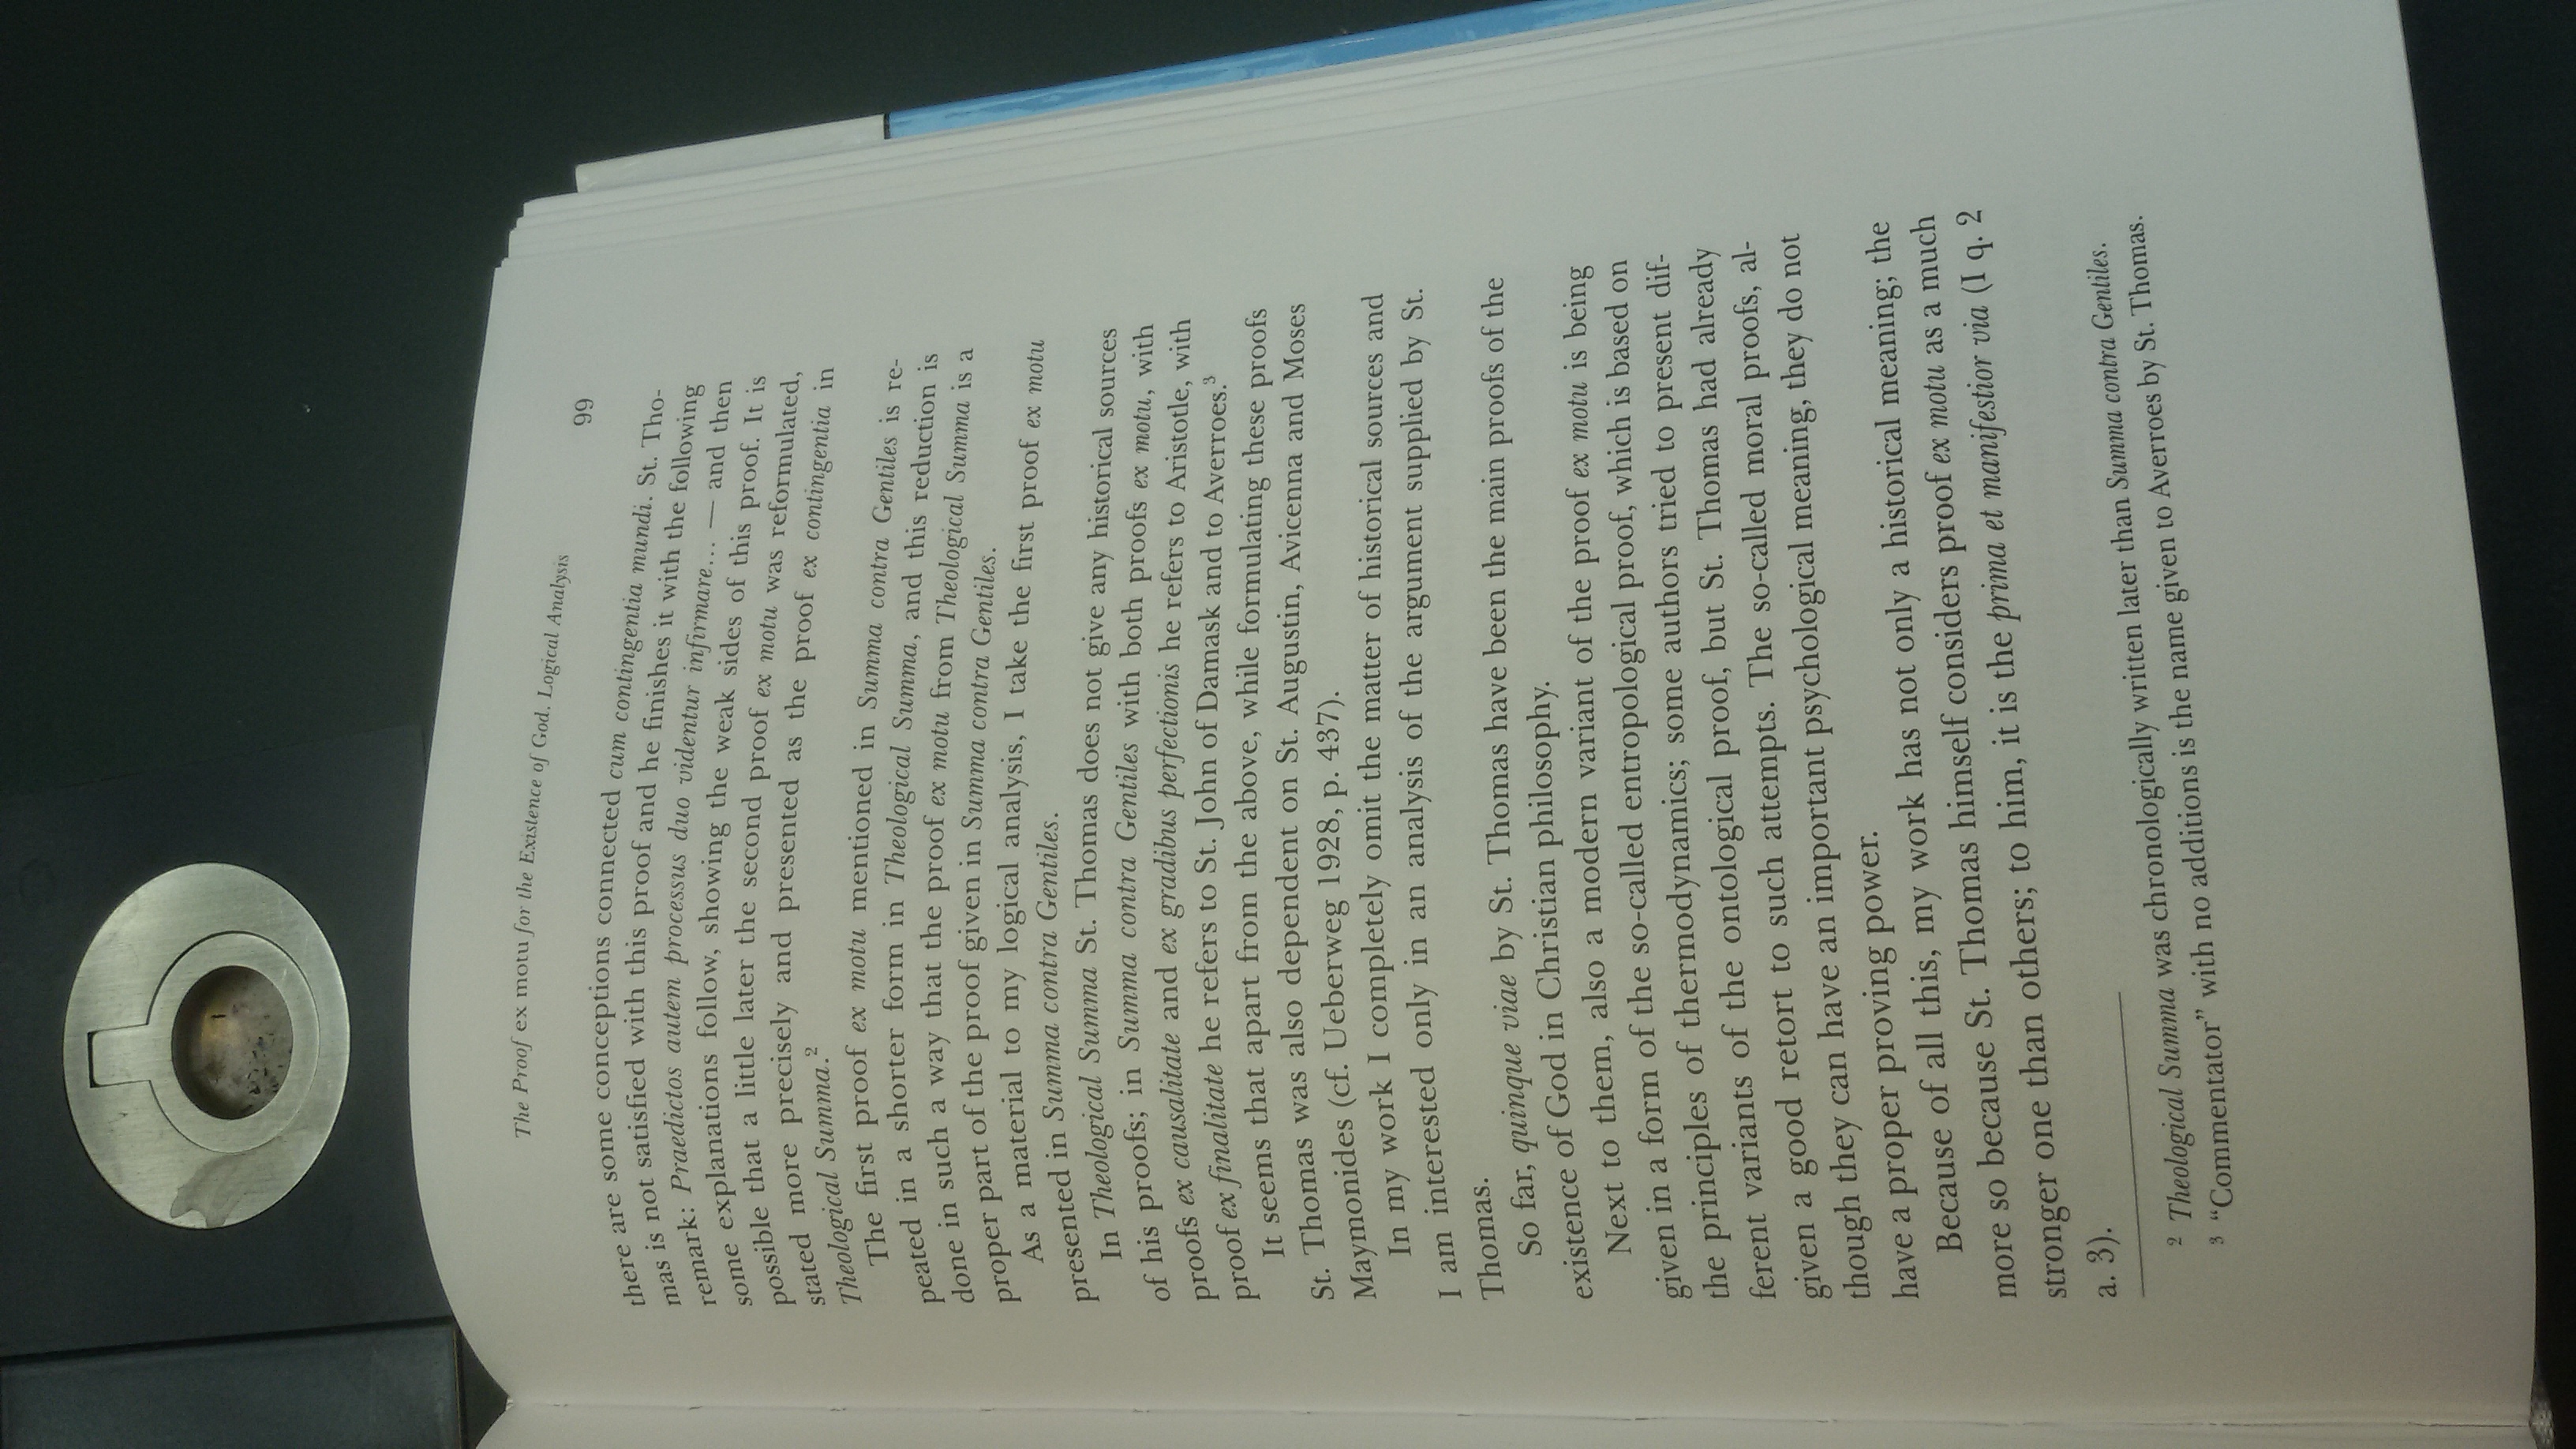 The Proof ex motu for the Existence of God. Logical Analysis 99
there are some conceptions connected cum contingentia mundi. St. Tho-
mas is not satisfied with this proof and he finishes it with the following
remark: Praedictos autem processus duo videntur infirmare... — and then
some explanations follow, showing the weak sides of this proof. It is
possible that a little later the second proof ex motu was reformulated,
stated more precisely and presented as the proof ex contingentia in
Theological Summa.2
The first proof ex motu mentioned in Summa contra Gentiles is re-
peated in a shorter form in Theological Summa, and this reduction is
done in such a way that the proof ex motu from Theological Summa is a
proper part of the proof given in Summa contra Gentiles.
As a material to my logical analysis, I take the first proof ex motu
presented in Summa contra Gentiles.
In Theological Summa St. Thomas does not give any historical sources
of his proofs; in Summa contra Gentiles with both proofs ex motu, with
proofs ex causalitate and ex gradibus perfectionis he refers to Aristotle, with
proof ex finalitate he refers to St. John of Damask and to Averroes.3
It seems that apart from the above, while formulating these proofs
St. Thomas was also dependent on St. Augustin, Avicenna and Moses
Maymonides (cf. Ueberweg 1928, p. 437).
In my work I completely omit the matter of historical sources and
I am interested only in an analysis of the argument supplied by St.
Thomas.
So far, quinque viae by St. Thomas have been the main proofs of the
existence of God in Christian philosophy.
Next to them, also a modern variant of the proof ex motu is being
given in a form of the so-called entropological proof, which is based on
the principles of thermodynamics; some authors tried to present dif-
ferent variants of the ontological proof, but St. Thomas had already
given a good retort to such attempts. The so-called moral proofs, al-
though they can have an important psychological meaning, they do not
have a proper proving power.
Because of all this, my work has not only a historical meaning; the
more so because St. Thomas himself considers proof ex motu as a much
stronger one than others; to him, it is the prima et manifestior via (I q. 2
a. 3).
2 Theological Summa was chronologically written later than Summa contra Gentiles.
3 “Commentator” with no additions is the name given to Averroes by St. Thomas.